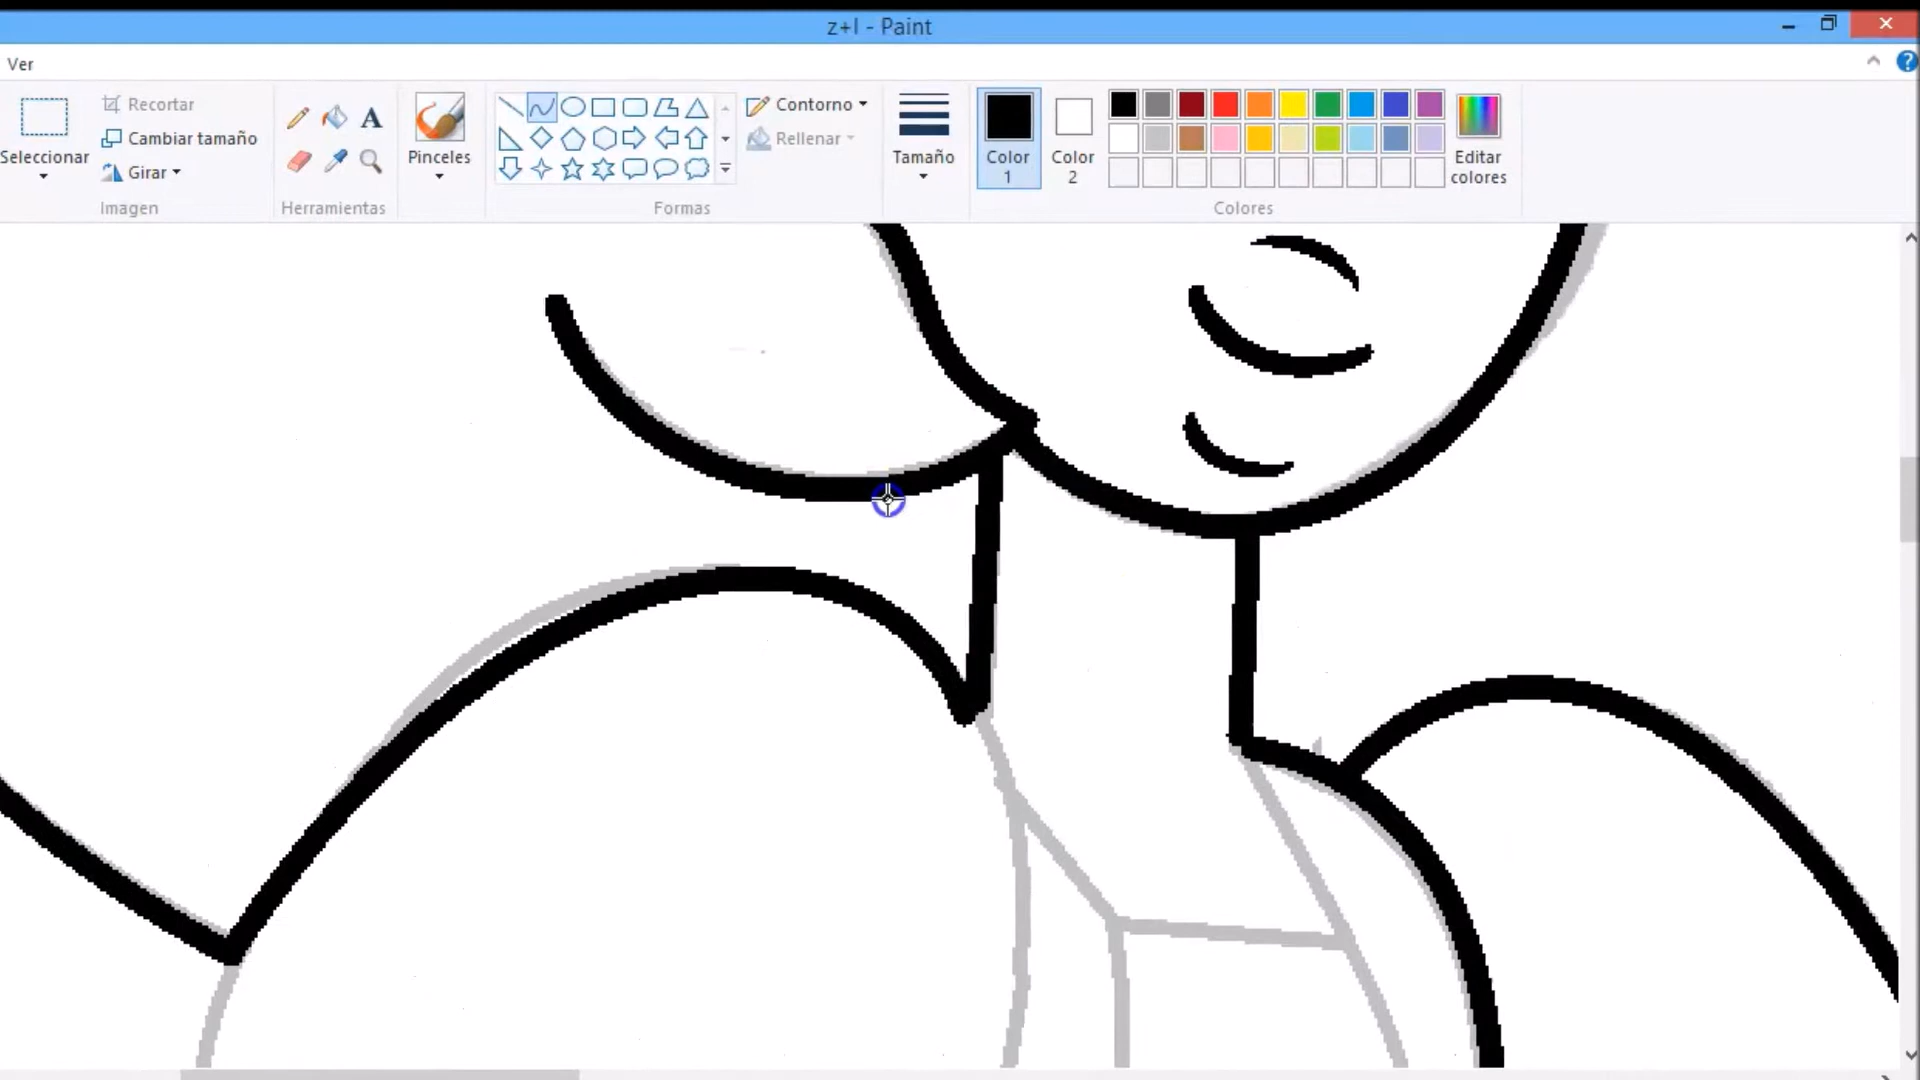 z+l - Paint
Ver
Seleccionar
Recortar
Cambiar tamaño
Girar
Imagen
A
Herramientas
Pinceles
Contorno
Rellenar
Formas
Tamaño
Color
1
Color
2
Editar
colores
Colores
?